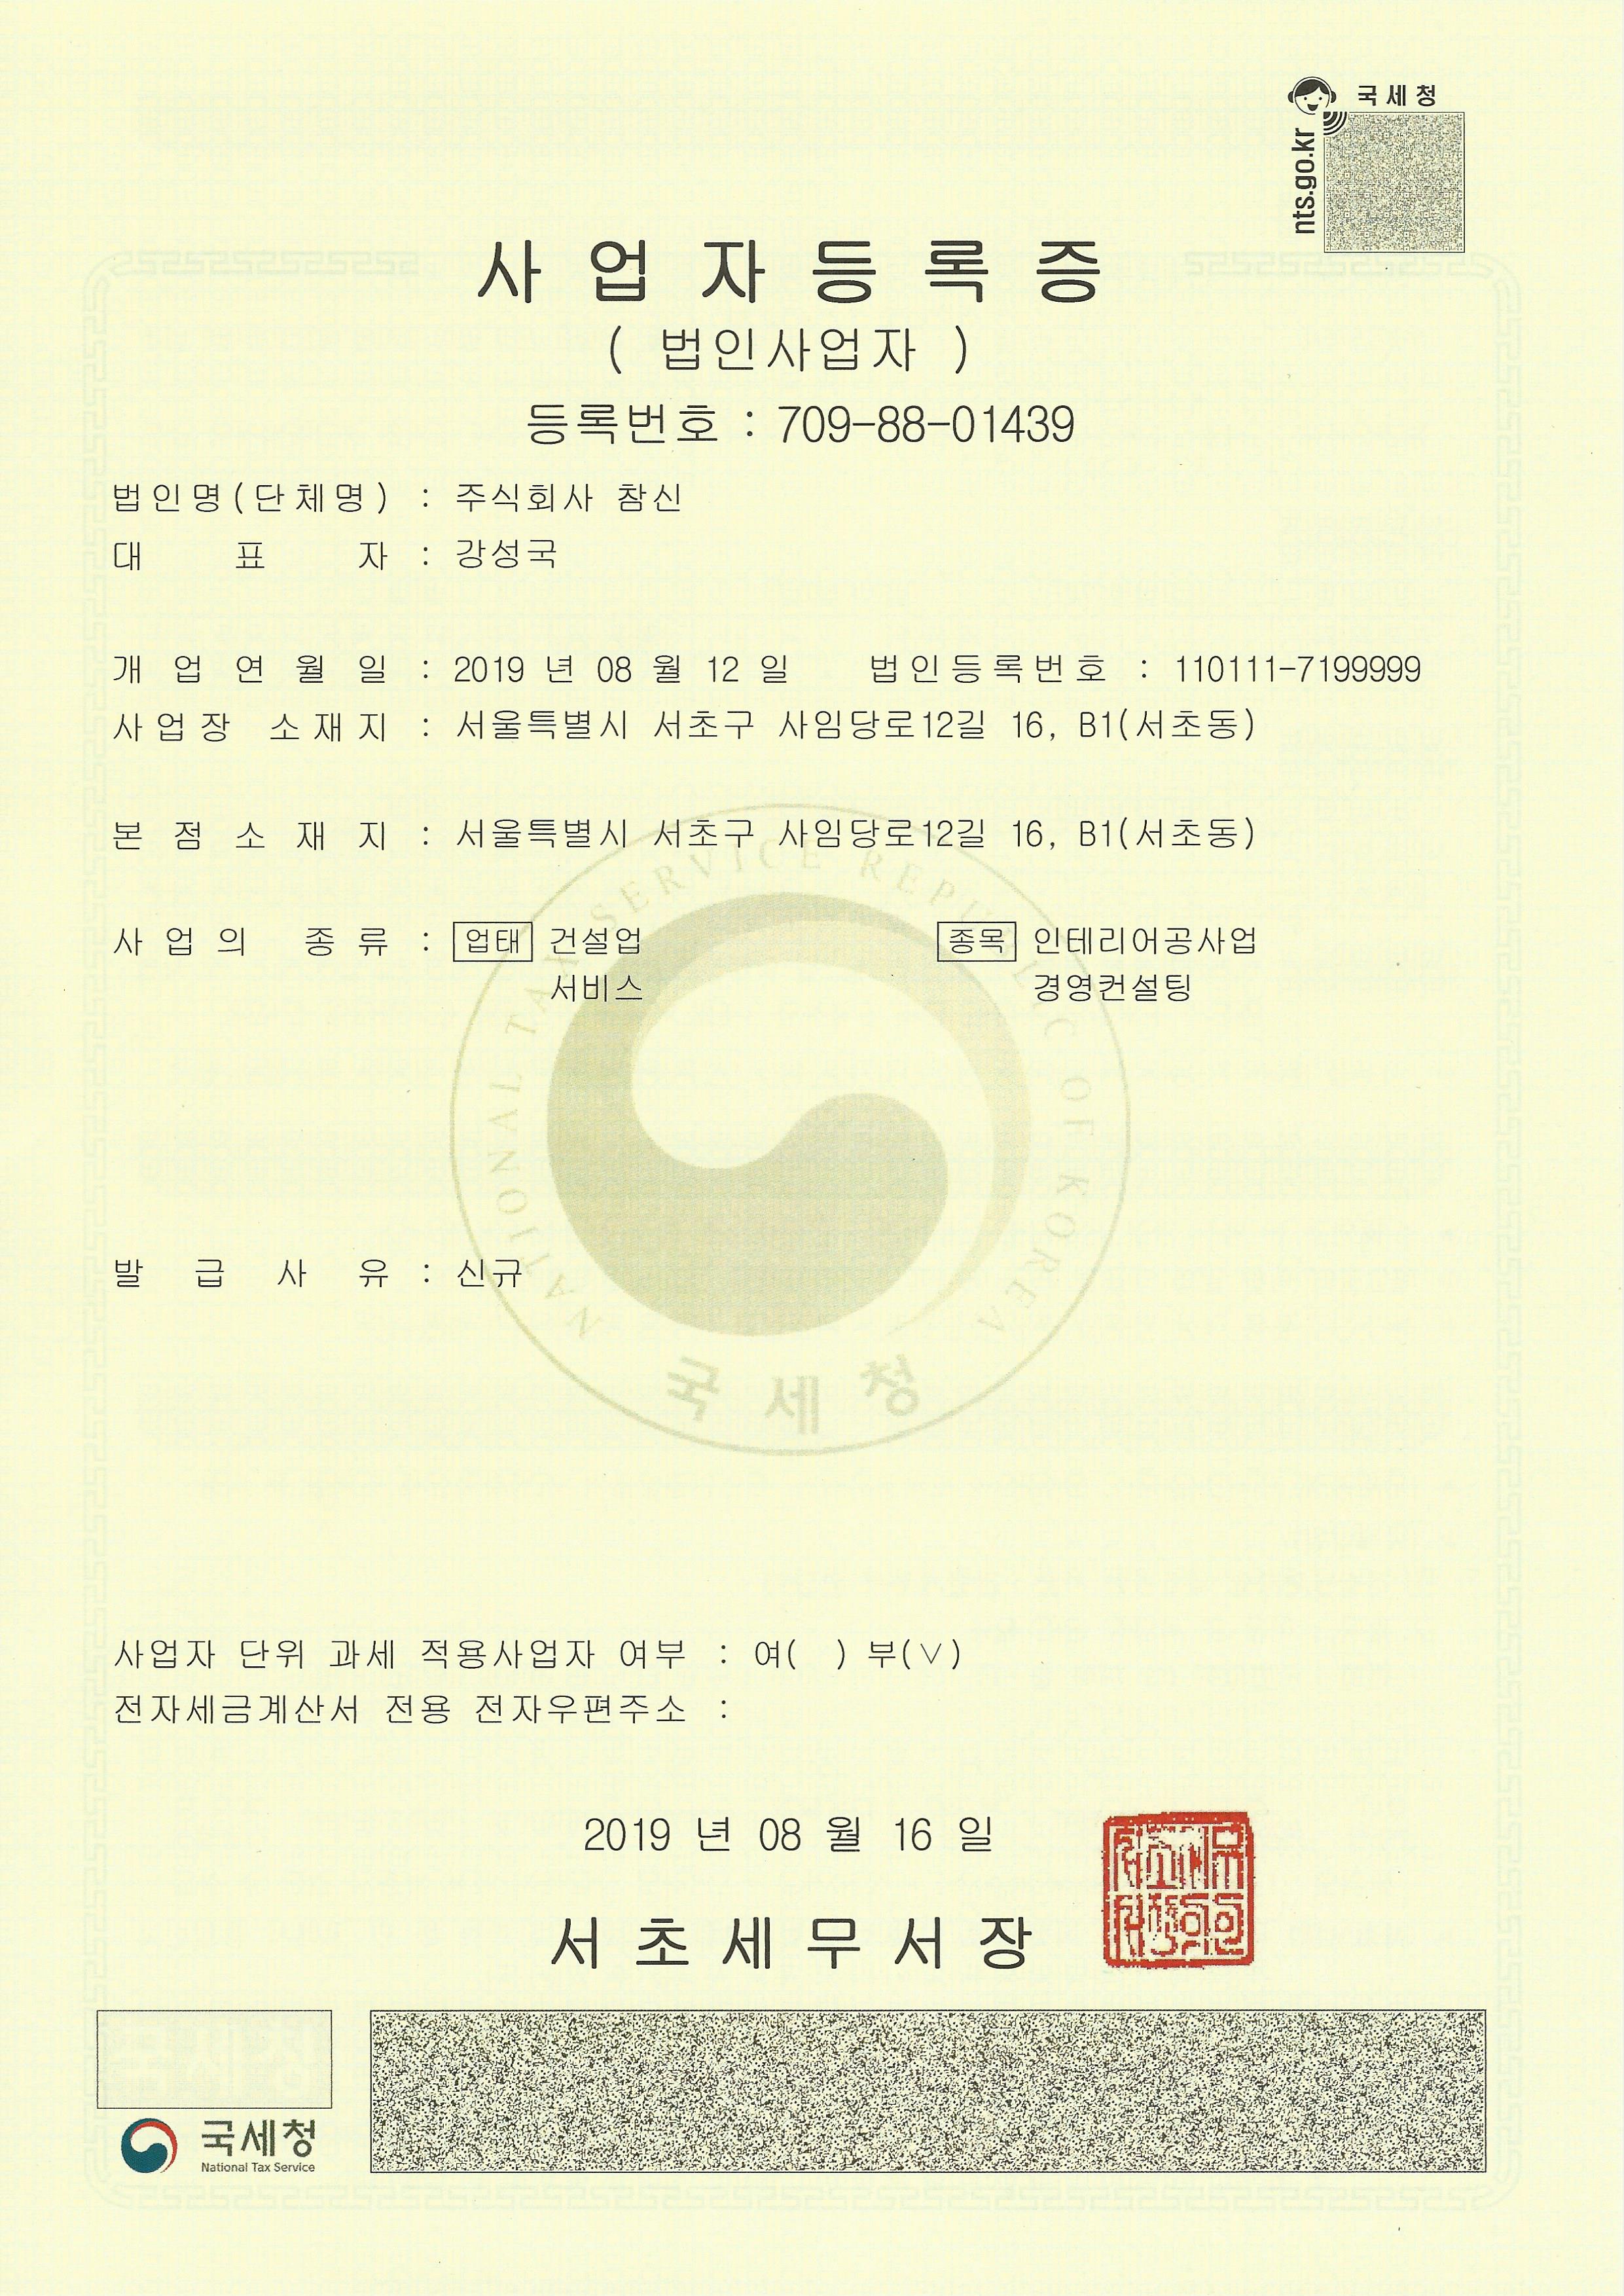 국세청
nts.go.kr
사업자등록증
( 법인사업자 )
등록번호 : 709-88-01439
법인명(단체명) : 주식회사 참신
대 표 자 : 강성국
개 업 연 월 일 : 2019 년 08 월 12 일 법인등록번호 : 110111-7199999
사업장 소재지 : 서울특별시 서초구 사임당로12길 16, B1(서초동)
본 점 소 재 지 : 서울특별시 서초구 사임당로12길 16, B1(서초동)
사 업 의 종 류 : 업태 건설업 종목 인테리어공사업
서비스 경영컨설팅
NATIONAL TAX SERVICE REPUBLIC OF KOREA
발 급 사 유 : 신규
국세청
사업자 단위 과세 적용사업자 여부 : 여( ) 부(∨)
전자세금계산서 전용 전자우편주소 :
2019 년 08 월 16 일
서초세무서장
국세청
National Tax Service